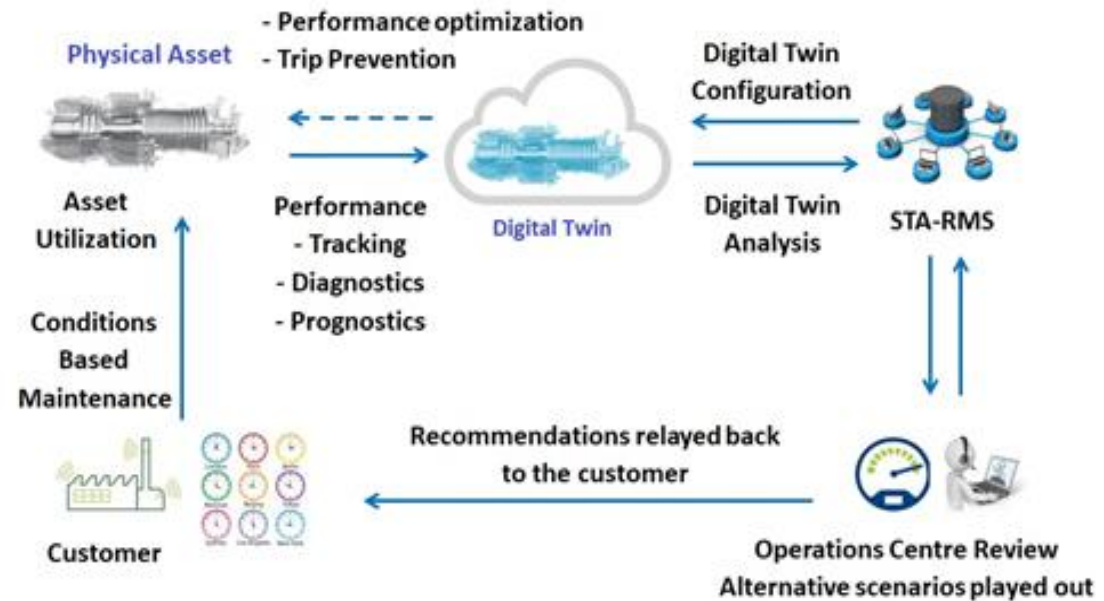 - Performance optimization
- Trip Prevention
Physical Asset
Digital Twin
Configuration
Asset
Utilization
Performance
- Tracking
- Diagnostics
- Prognostics
Digital Twin
Digital Twin
Analysis
STA-RMS
Conditions
Based
Maintenance
Recommendations relayed back
to the customer
Customer
Operations Centre Review
Alternative scenarios played out